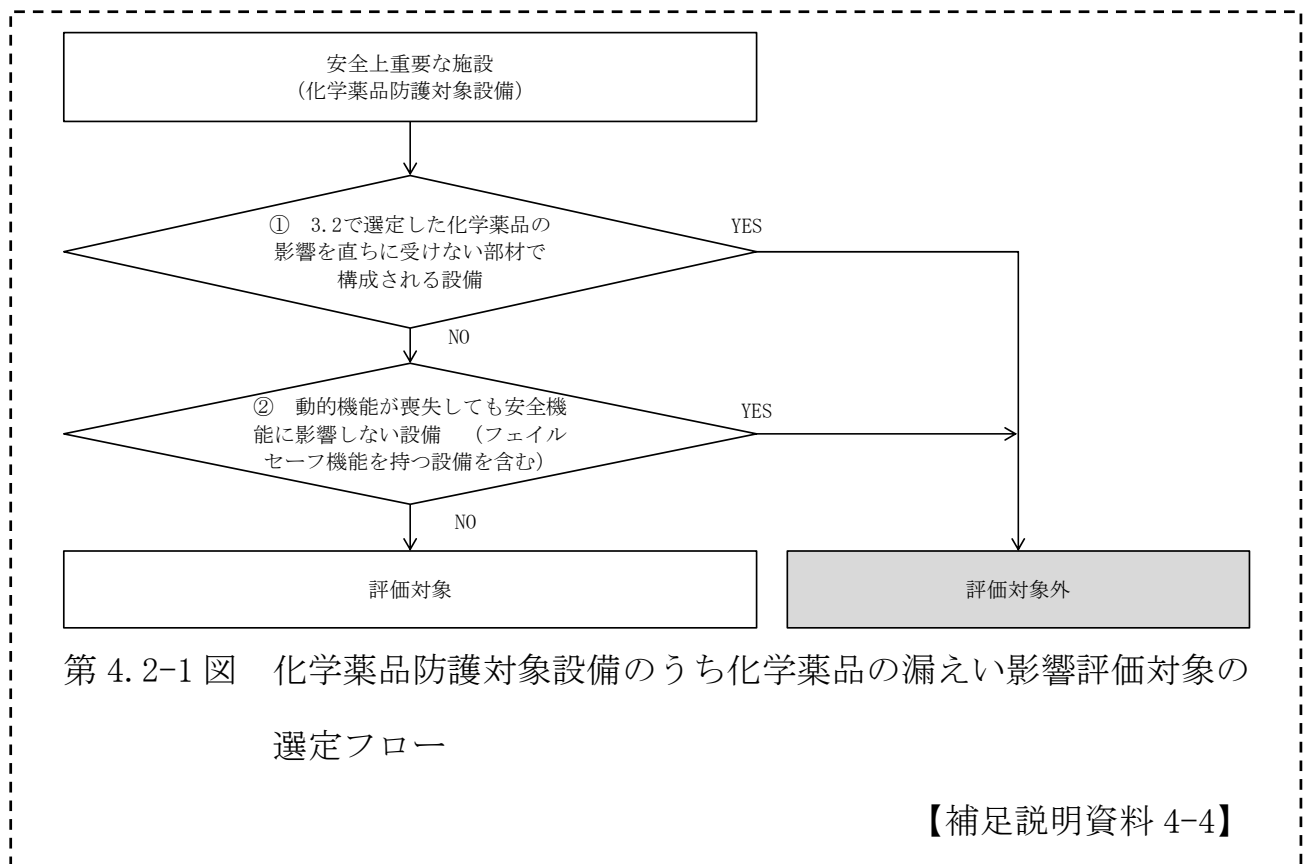 安全上重要な施設
(化学薬品防護対象設備)
① 3.2で選定した化学薬品の
影響を直ちに受けない部材で
構成される設備
YES
NO
② 動的機能が喪失しても安全機
能に影響しない設備 (フェイル
セーフ機能を持つ設備を含む)
YES
NO
評価対象
評価対象外
第 4.2-1 図 化学薬品防護対象設備のうち化学薬品の漏えい影響評価対象の
選定フロー
【補足説明資料 4-4】